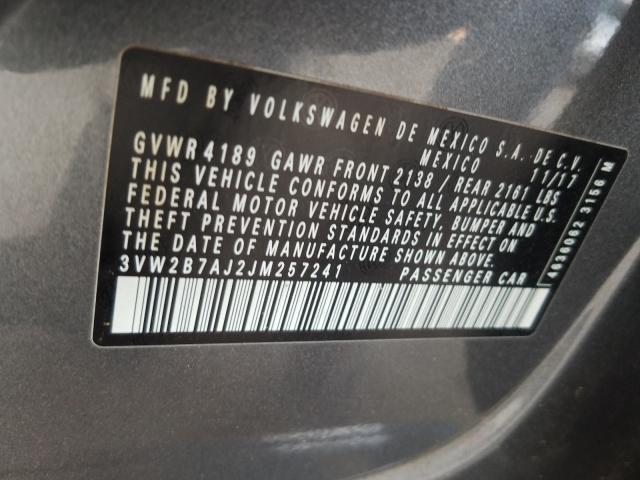 MFD BY VOLKSWAGEN DE MEXICO S.A. DE C.V.
MEXICO 11/17
GVWR 4189 GAWR FRONT 2138 / REAR 2161 LBS
THIS VEHICLE CONFORMS TO ALL APPLICABLE U.S.
FEDERAL MOTOR VEHICLE SAFETY, BUMPER AND
THEFT PREVENTION STANDARDS IN EFFECT ON
THE DATE OF MANUFACTURE SHOWN ABOVE.
3VW2B7AJ2JM257241 PASSENGER CAR
3156 M